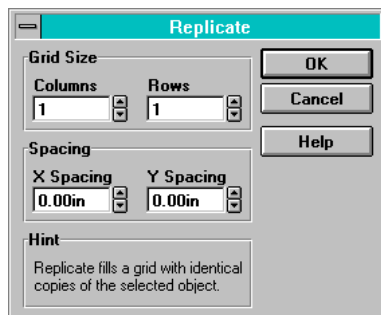 Replicate
Grid Size
Columns Rows
1 1
Spacing
X Spacing Y Spacing
0.00in 0.00in
Hint
Replicate fills a grid with identical
copies of the selected object.
OK
Cancel
Help